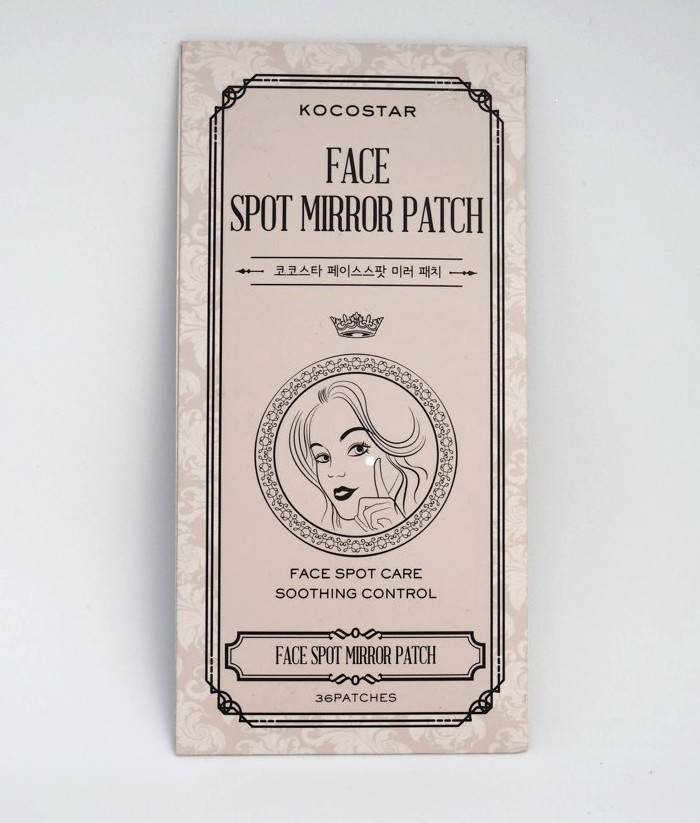 KOCOSTAR
FACE
SPOT MIRROR PATCH
코코스타 페이스스팟 미러 패치
FACE SPOT CARE
SOOTHING CONTROL
FACE SPOT MIRROR PATCH
36PATCHES